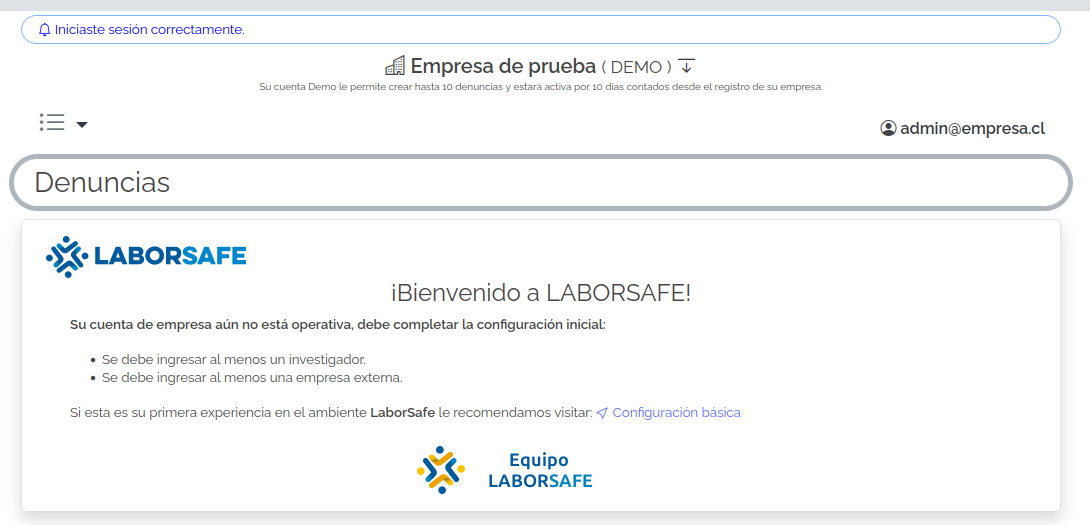 Iniciaste sesión correctamente.
Empresa de prueba ( DEMO )
Su cuenta Demo le permite crear hasta 10 denuncias y estará activa por 10 días contados desde el registro de su empresa.
admin@empresa.cl
Denuncias
LABORSAFE
¡Bienvenido a LABORSAFE!
Su cuenta de empresa aún no está operativa, debe completar la configuración inicial:
• Se debe ingresar al menos un investigador.
• Se debe ingresar al menos una empresa externa.
Si esta es su primera experiencia en el ambiente LaborSafe le recomendamos visitar: Configuración básica
Equipo
LABORSAFE